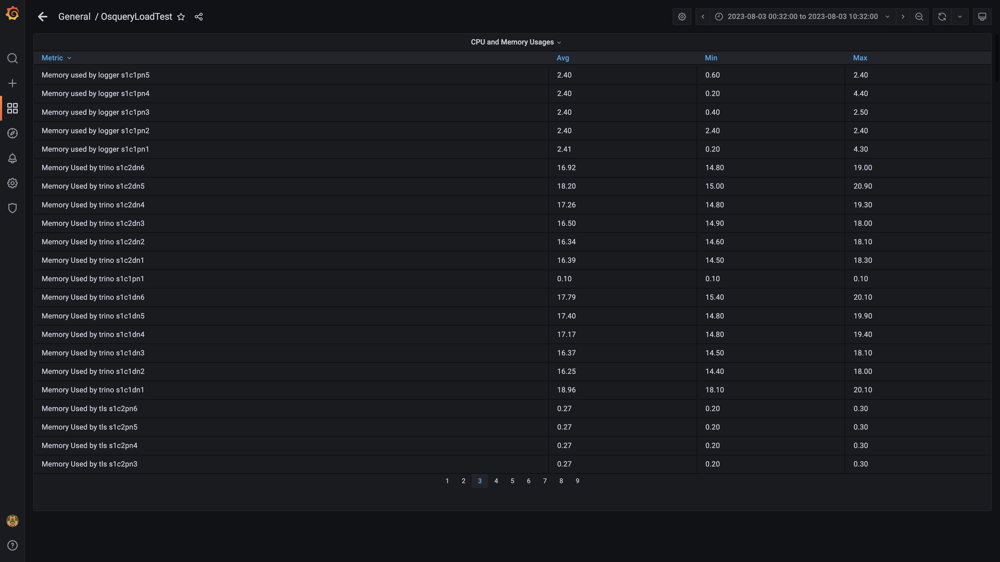 General / OsqueryLoadTest
2023-08-03 00:32:00 to 2023-08-03 10:32:00
CPU and Memory Usages
Metric Avg Min Max
Memory used by logger s1c1pn5 2.40 0.60 2.40
Memory used by logger s1c1pn4 2.40 0.20 4.40
Memory used by logger s1c1pn3 2.40 0.40 2.50
Memory used by logger s1c1pn2 2.40 2.40 2.40
Memory used by logger s1c1pn1 2.41 0.20 4.30
Memory Used by trino s1c2dn6 16.92 14.80 19.00
Memory Used by trino s1c2dn5 18.20 15.00 20.90
Memory Used by trino s1c2dn4 17.26 14.80 19.30
Memory Used by trino s1c2dn3 16.50 14.90 18.00
Memory Used by trino s1c2dn2 16.34 14.60 18.10
Memory Used by trino s1c2dn1 16.39 14.50 18.30
Memory Used by trino s1c1pn1 0.10 0.10 0.10
Memory Used by trino s1c1dn6 17.79 15.40 20.10
Memory Used by trino s1c1dn5 17.40 14.80 19.90
Memory Used by trino s1c1dn4 17.17 14.80 19.40
Memory Used by trino s1c1dn3 16.37 14.50 18.10
Memory Used by trino s1c1dn2 16.25 14.40 18.00
Memory Used by trino s1c1dn1 18.96 18.10 20.10
Memory Used by tls s1c2pn6 0.27 0.20 0.30
Memory Used by tls s1c2pn5 0.27 0.20 0.30
Memory Used by tls s1c2pn4 0.27 0.20 0.30
Memory Used by tls s1c2pn3 0.27 0.20 0.30
1 2 3 4 5 6 7 8 9